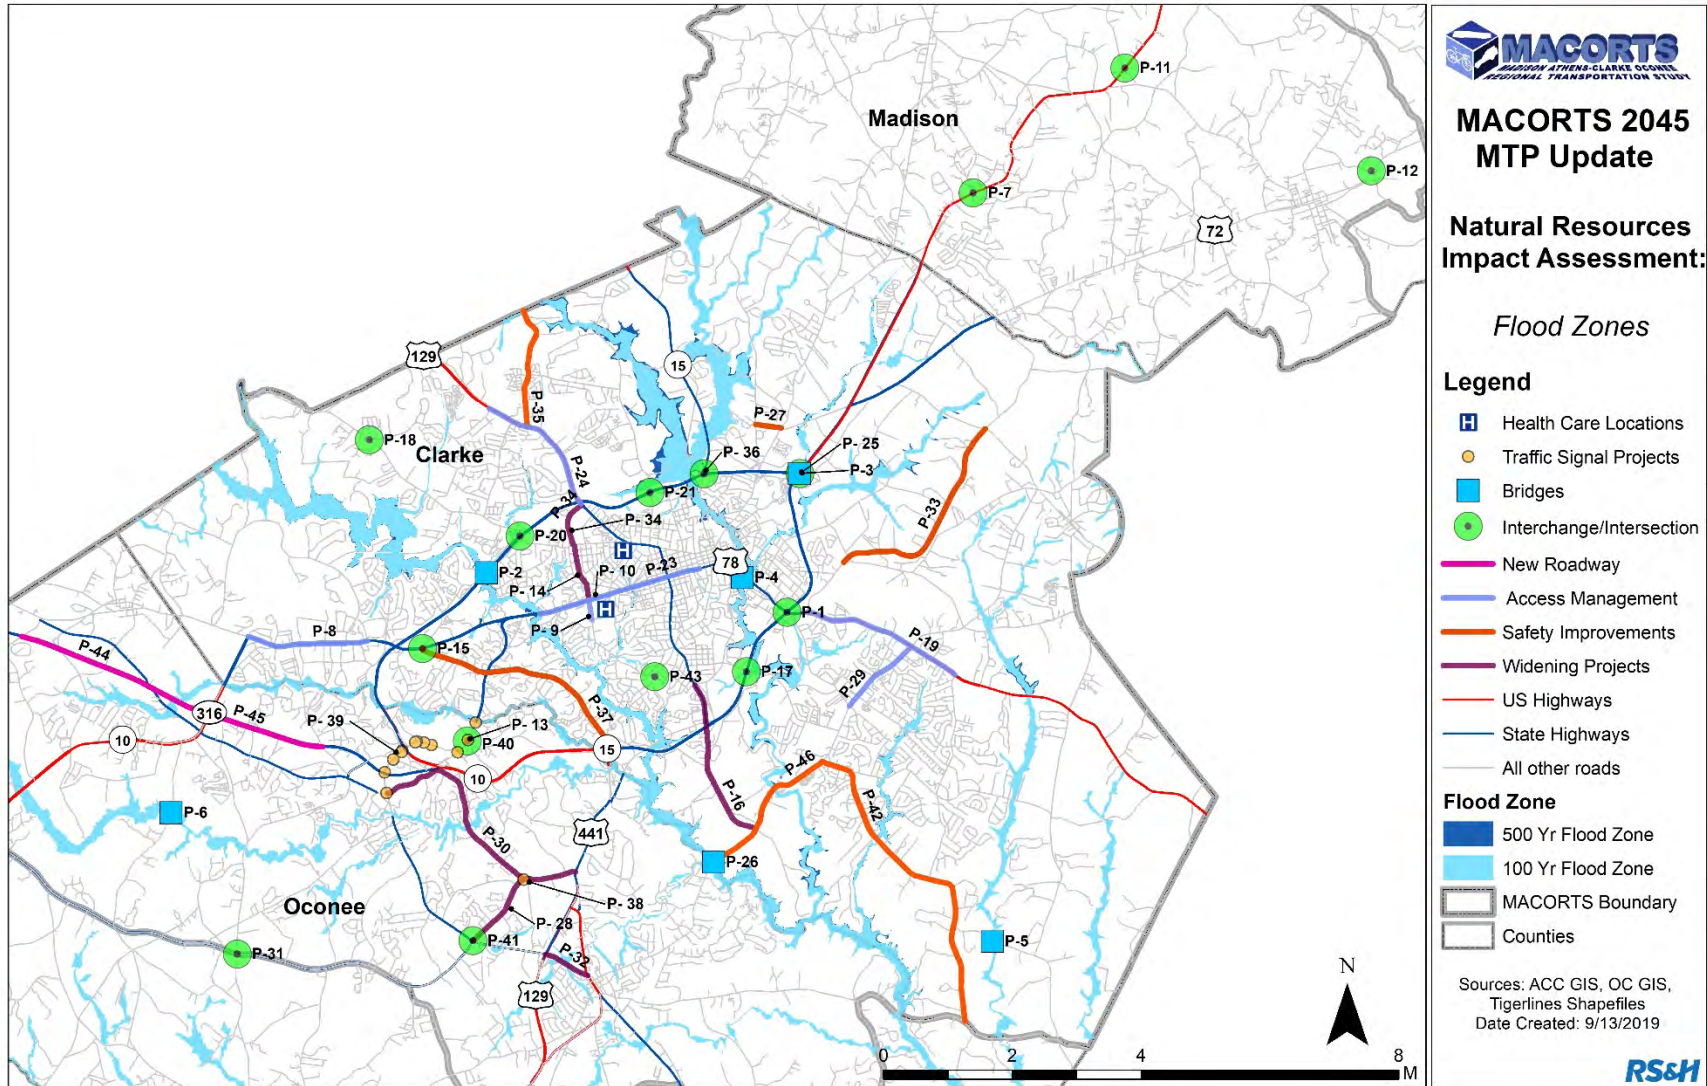 P-11
Madison
P-12
P-7
72
129
15
P-35
P-27
P-18
Clarke
P- 36
P- 25
P-3
P-24
P-21
P-34
P- 34
P-33
P-20
P-2
P- 10
P-23
78
P-4
P- 14
P- 9
P-1
P-8
P-15
P-19
P-44
P-43
P-17
P-29
316
P-45
P- 39
P- 13
P-37
P-40
10
15
10
P-46
P-16
P-42
P-6
441
P-30
P-26
Oconee
P- 38
P- 28
P-41
P-5
P-31
P-32
129
N
0
2
4
8
M
MACORTS
MADISON ATHENS-CLARKE OCONEE
REGIONAL TRANSPORTATION STUDY
MACORTS 2045
MTP Update
Natural Resources
Impact Assessment:
Flood Zones
Legend
H Health Care Locations
Traffic Signal Projects
Bridges
Interchange/Intersection
New Roadway
Access Management
Safety Improvements
Widening Projects
US Highways
State Highways
All other roads
Flood Zone
500 Yr Flood Zone
100 Yr Flood Zone
MACORTS Boundary
Counties
Sources: ACC GIS, OC GIS,
Tigerlines Shapefiles
Date Created: 9/13/2019
RS&H
H
H